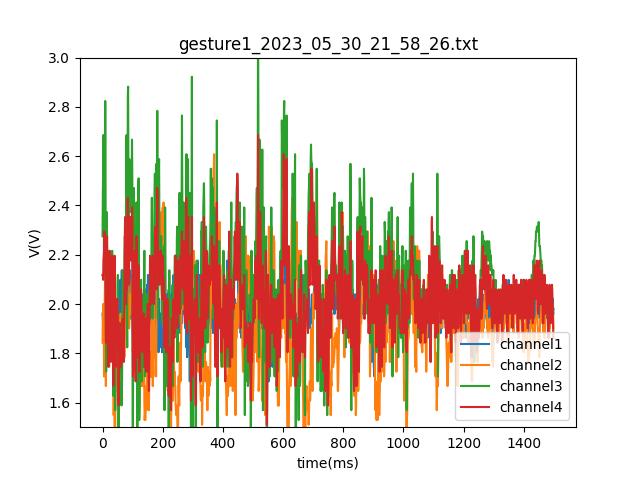 gesture1_2023_05_30_21_58_26.txt
V(V)
3.0
2.8
2.6
2.4
2.2
2.0
1.8
1.6
0 200 400 600 800 1000 1200 1400
time(ms)
channel1
channel2
channel3
channel4